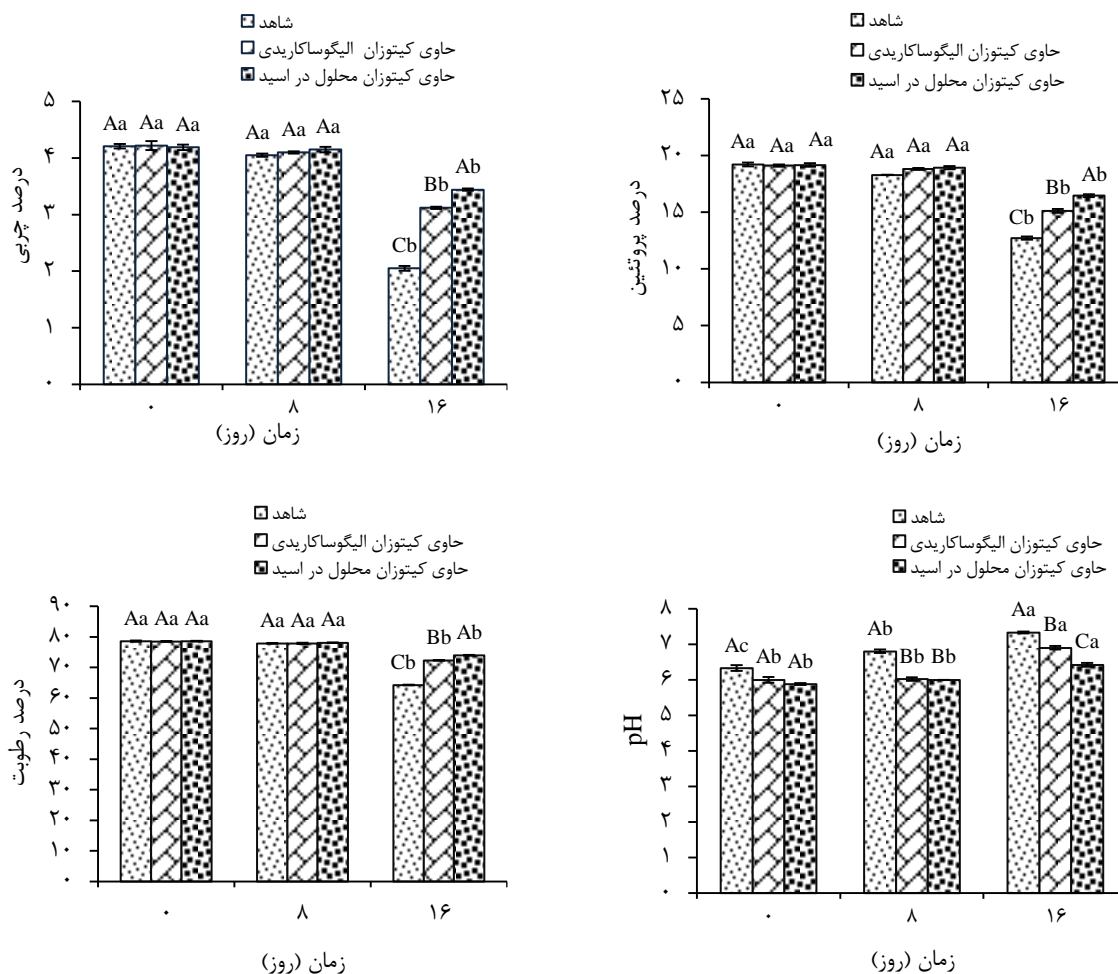 شاهد
حاوی کیتوزان الیگوساکاریدی
حاوی کیتوزان محلول در اسید
درصد چربی
۵
۴
۳
۲
۱
۰
Aa Aa Aa
Aa Aa Aa
Cb Bb Ab
۰ ۸ ۱۶
زمان (روز)
شاهد
حاوی کیتوزان الیگوساکاریدی
حاوی کیتوزان محلول در اسید
درصد پروتئین
۲۵
۲۰
۱۵
۱۰
۵
۰
Aa Aa Aa
Aa Aa Aa
Cb Bb Ab
۰ ۸ ۱۶
زمان (روز)
شاهد
حاوی کیتوزان الیگوساکاریدی
حاوی کیتوزان محلول در اسید
درصد رطوبت
۹۰
۸۰
۷۰
۶۰
۵۰
۴۰
۳۰
۲۰
۱۰
۰
Aa Aa Aa
Aa Aa Aa
Cb Bb Ab
۰ ۸ ۱۶
زمان (روز)
شاهد
حاوی کیتوزان الیگوساکاریدی
حاوی کیتوزان محلول در اسید
pH
۸
۷
۶
۵
۴
۳
۲
۱
۰
Ac Ab Ab
Ab Bb Bb
Aa Ba Ca
۰ ۸ ۱۶
زمان (روز)